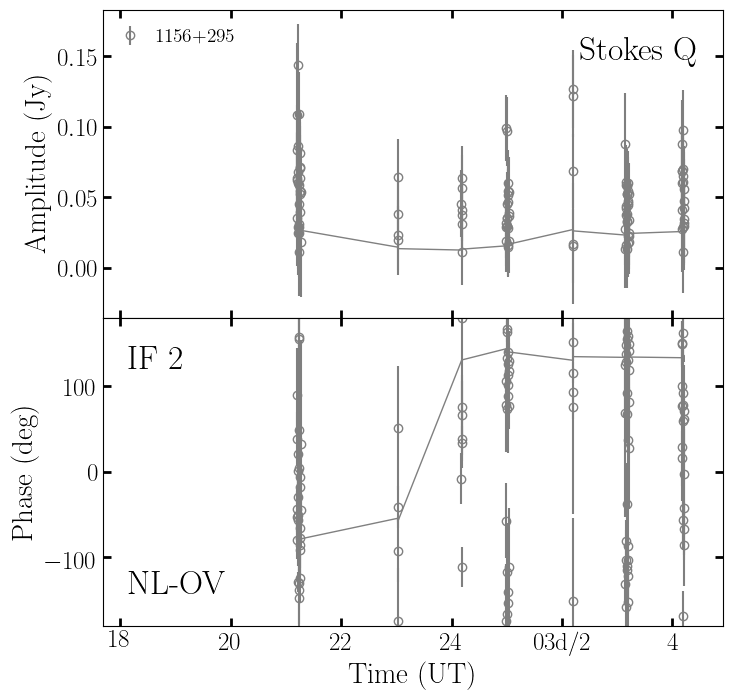 1156+295
Stokes Q
0.15
0.10
0.05
0.00
Amplitude (Jy)
IF 2
100
0
−100
Phase (deg)
NL-OV
18 20 22 24 03d/2 4
Time (UT)